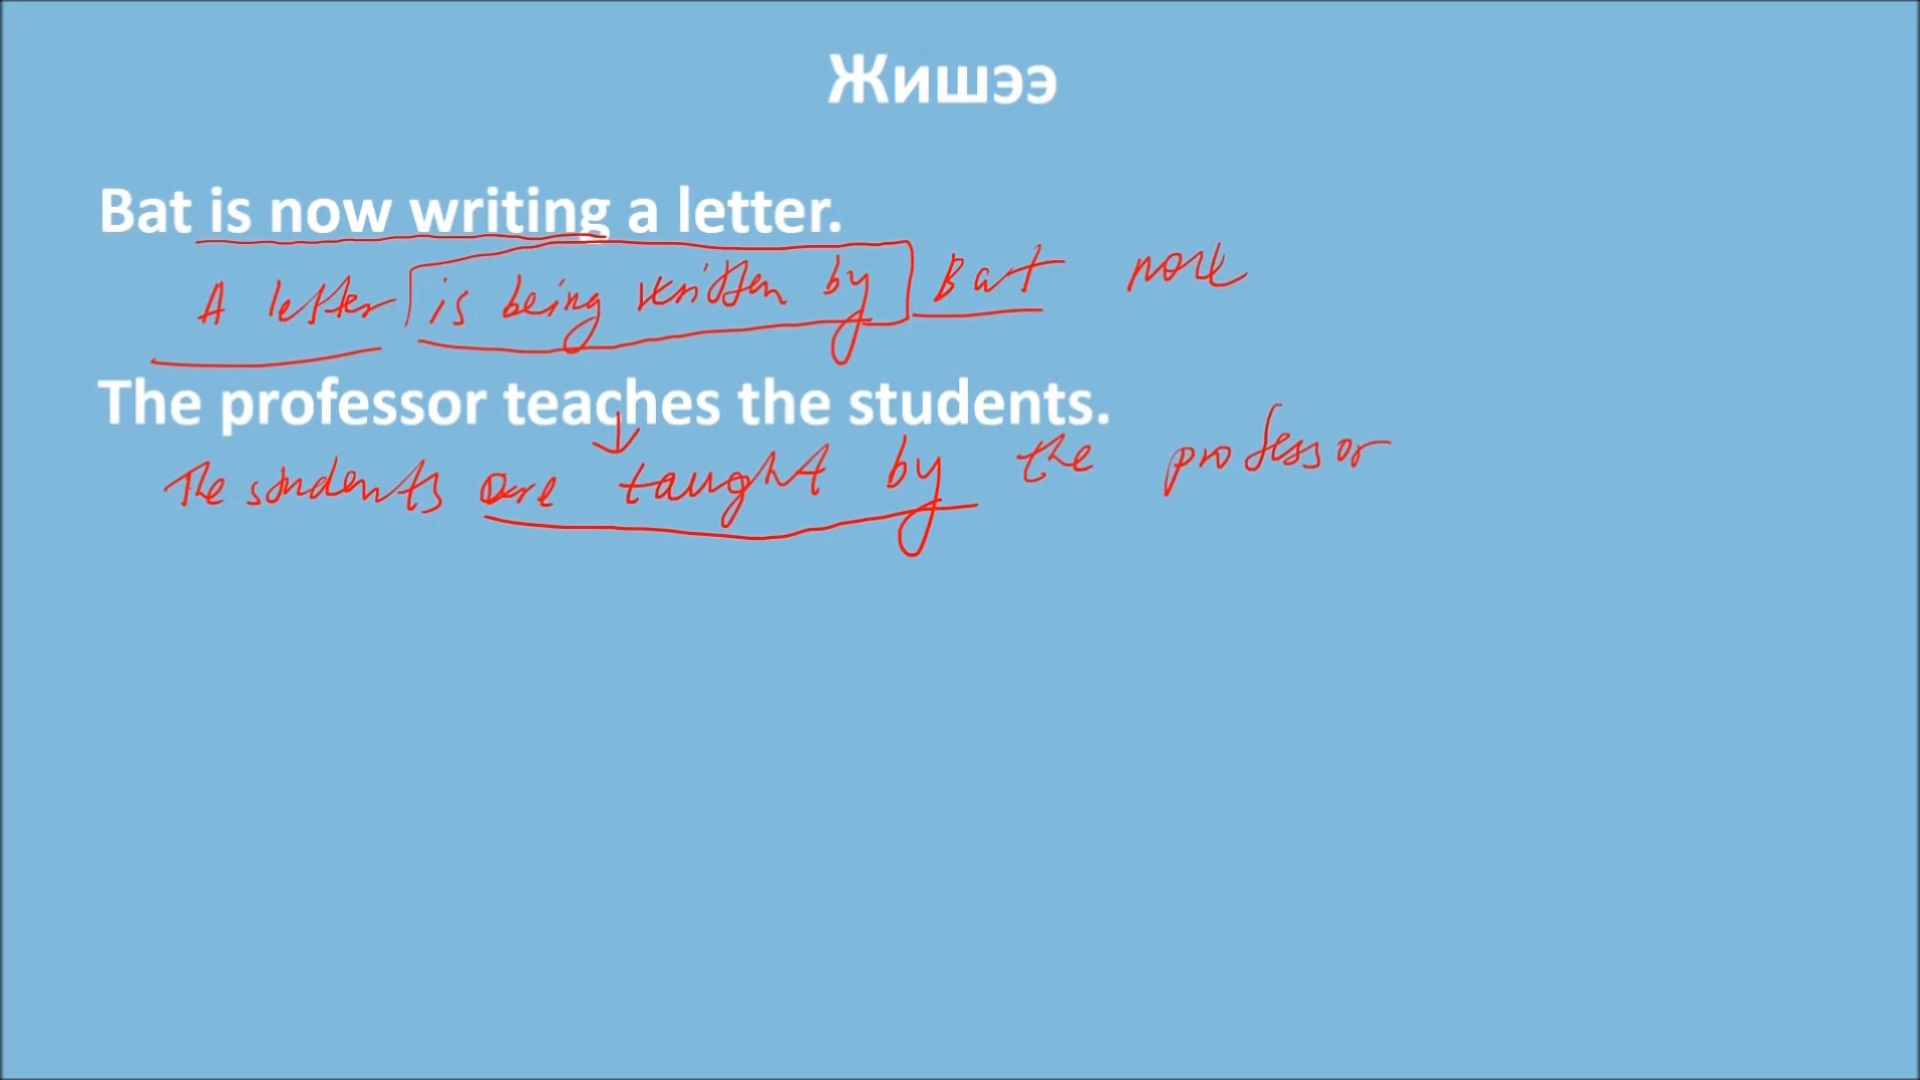 Жишээ
Bat is now writing a letter.
A letter is being written by Bat
The professor teaches the students.
The students are taught by the professor